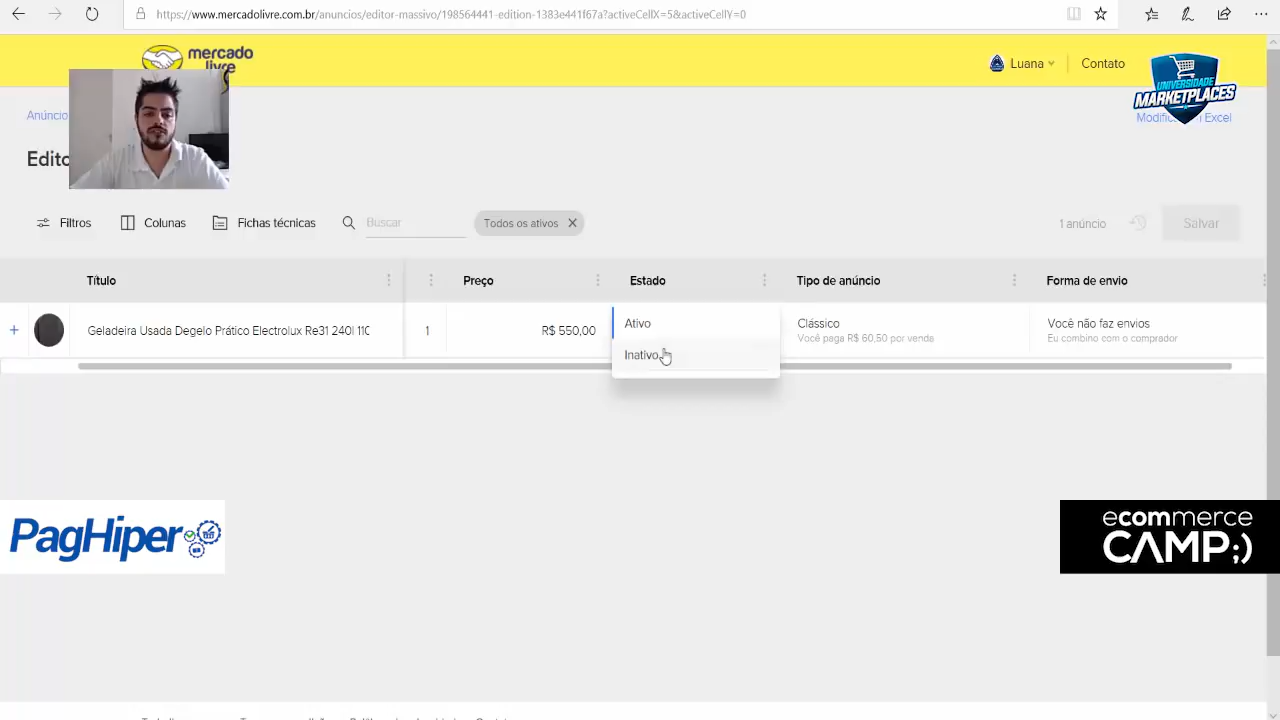 https://www.mercadolivre.com.br/anuncios/editor-massivo/198564441-edition-1383e441f67a?activeCellX=5&activeCellY=0
mercado
livre
Luana
Contato
UNIVERSIDADE
MARKETPLACES
Anúncio
Excel
Filtros
Colunas
Fichas técnicas
Buscar
Todos os ativos
1 anúncio
Salvar
Título
Preço
Estado
Tipo de anúncio
Forma de envio
Geladeira Usada Degelo Prático Electrolux Re31 240l 110
1
R$ 550,00
Ativo
Inativo
Clássico
Você paga R$ 60,50 por venda
Você não faz envios
Eu combino com o comprador
PagHiper
ecommerce
CAMP;)